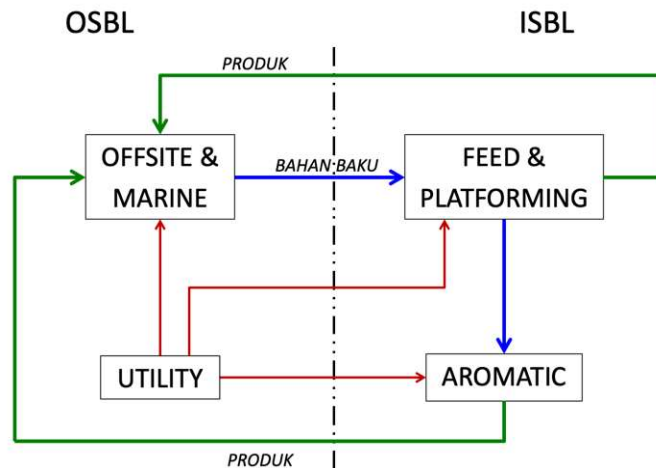 OSBL
ISBL
PRODUK
OFFSITE &
MARINE
BAHAN BAKU
FEED &
PLATFORMING
UTILITY
AROMATIC
PRODUK